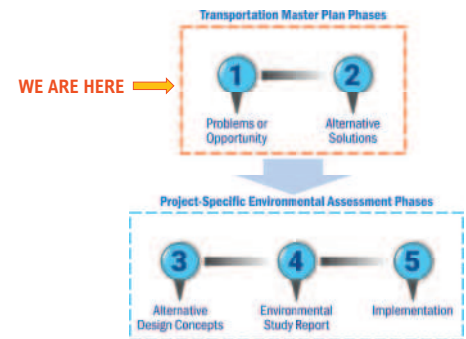 Transportation Master Plan Phases
WE ARE HERE
1
2
Problems or
Opportunity
Alternative
Solutions
Project-Specific Environmental Assessment Phases
3
4
5
Alternative
Design Concepts
Environmental
Study Report
Implementation